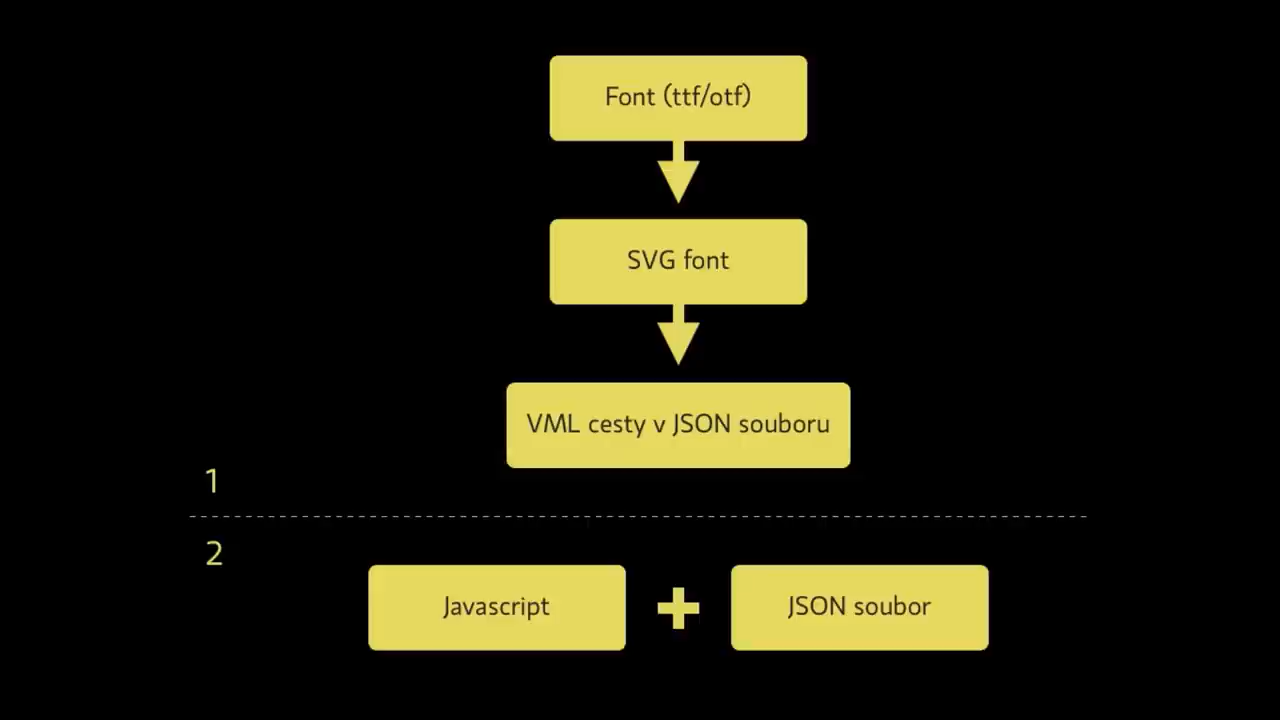 Font (ttf/otf)
SVG font
VML cesty v JSON souboru
1
2
Javascript
JSON soubor